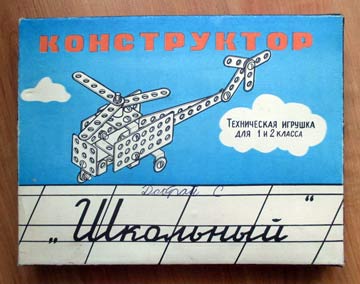 КОНСТРУКТОР
ТЕХНИЧЕСКАЯ ИГРУШКА
ДЛЯ 1 И 2 КЛАССА
„Школьный"